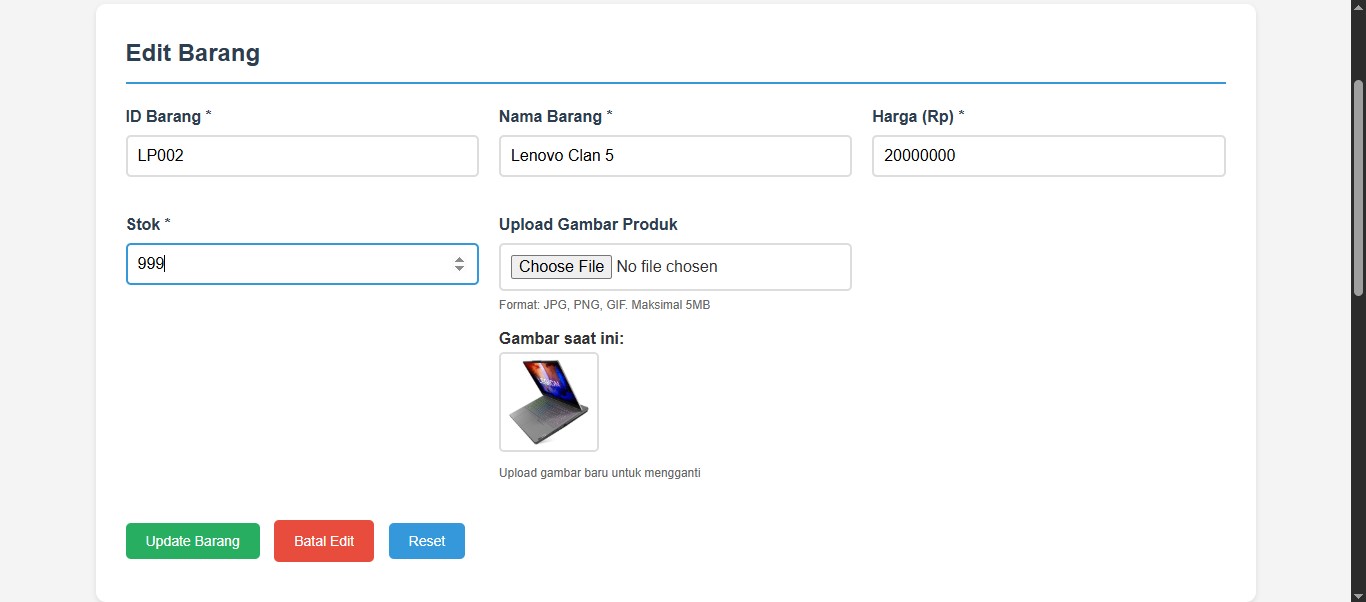 Edit Barang
ID Barang *
Nama Barang *
Harga (Rp) *
LP002
Lenovo Clan 5
20000000
Stok *
Upload Gambar Produk
999
Choose File No file chosen
Format: JPG, PNG, GIF. Maksimal 5MB
Gambar saat ini:
LEGION
Upload gambar baru untuk mengganti
Update Barang
Batal Edit
Reset